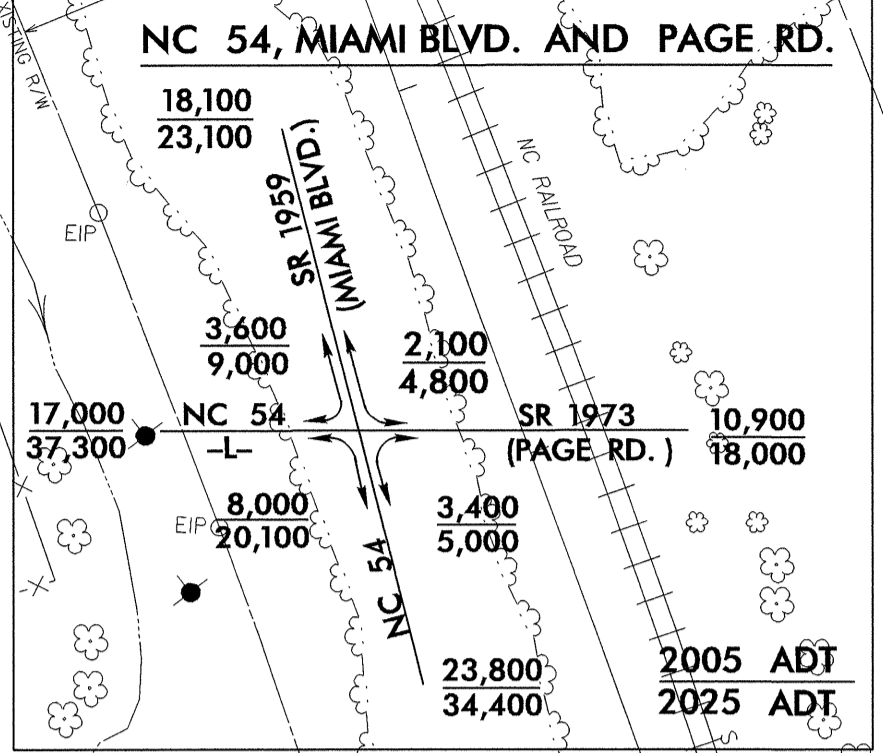 NC 54, MIAMI BLVD. AND PAGE RD.
EXISTING R/W
18,100
23,100
SR 1959
(MIAMI BLVD.)
NC RAILROAD
EIP
3,600
9,000
2,100
4,800
17,000
37,300
NC 54
-L-
SR 1973
(PAGE RD.)
10,900
18,000
EIP
8,000
20,100
3,400
5,000
NC 54
23,800
34,400
2005 ADT
2025 ADT
S